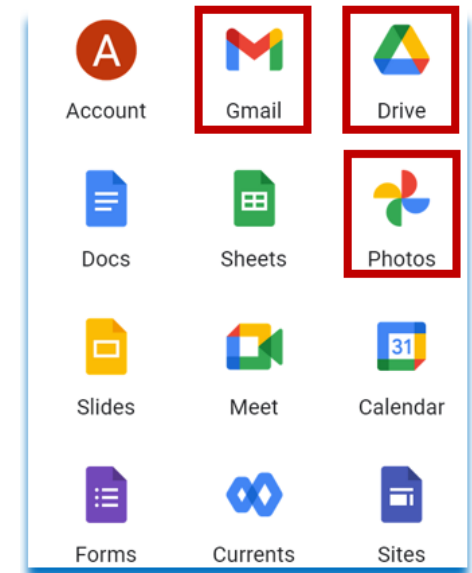 A
Account Gmail Drive
Docs Sheets Photos
31
Slides Meet Calendar
Forms Currents Sites